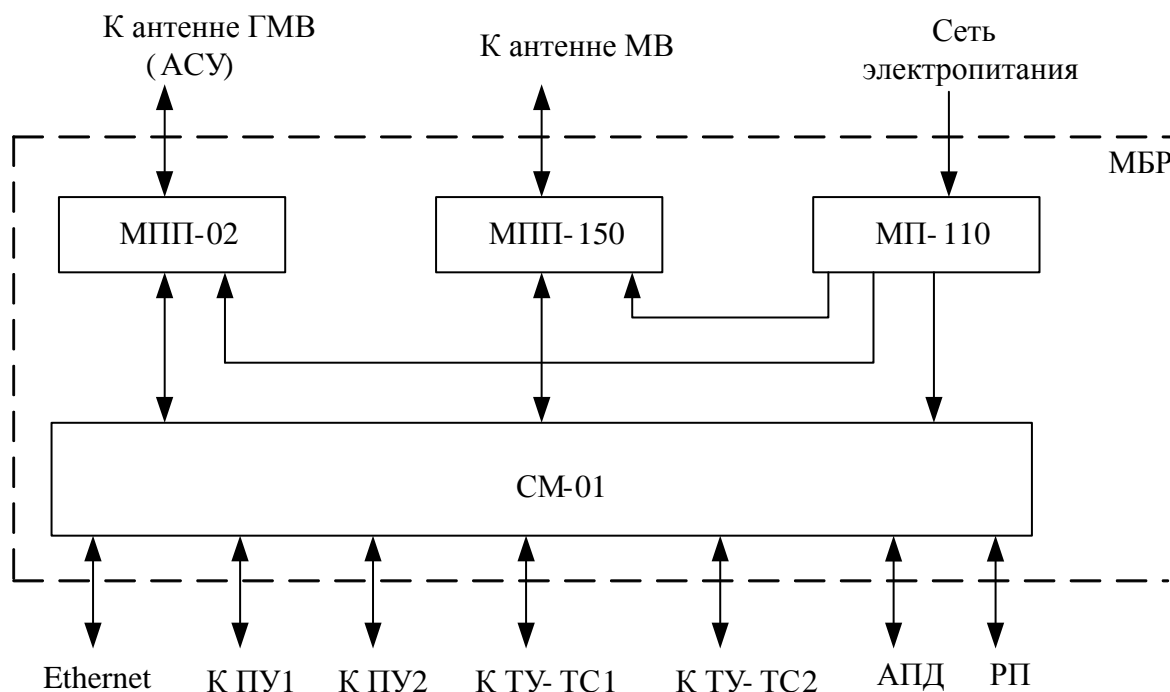 К антенне ГМВ
(АСУ)
К антенне МВ
Сеть
электропитания
МБР
МПП-02
МПП-150
МП-110
СМ-01
Ethernet
К ПУ1
К ПУ2
К ТУ-ТС1
К ТУ-ТС2
АПД
РП